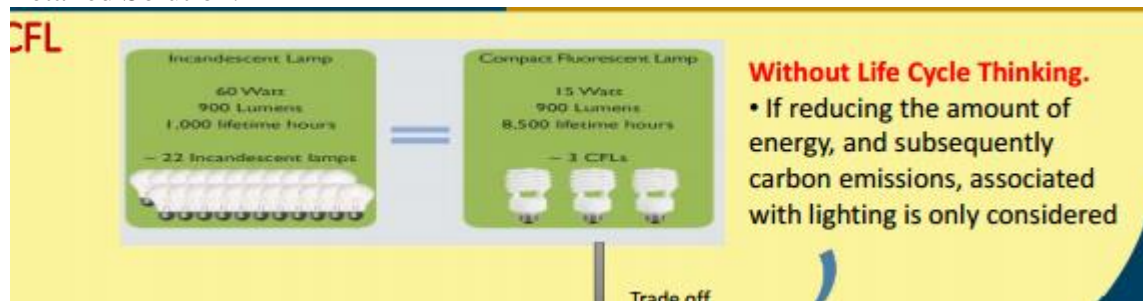 CFL
Incandescent Lamp
60 Watt
900 Lumens
1,000 lifetime hours
~ 22 Incandescent lamps
Compact Fluorescent Lamp
15 Watt
900 Lumens
8,500 lifetime hours
~ 3 CFLs
Without Life Cycle Thinking.
• If reducing the amount of
energy, and subsequently
carbon emissions, associated
with lighting is only considered
Trade off